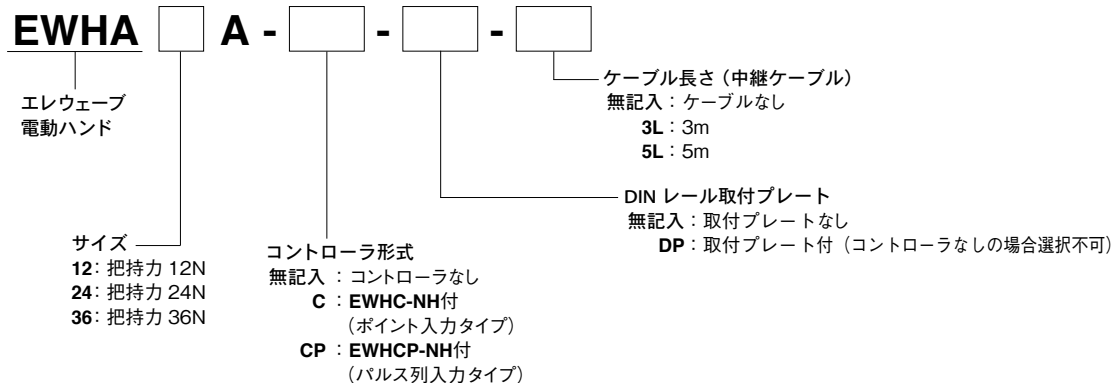 EWHA A - - -
エレウェーブ
電動ハンド
サイズ
12：把持力 12N
24：把持力 24N
36：把持力 36N
コントローラ形式
無記入：コントローラなし
C：EWHC-NH付
（ポイント入力タイプ）
CP：EWHCP-NH付
（パルス列入力タイプ）
DIN レール取付プレート
無記入：取付プレートなし
DP：取付プレート付（コントローラなしの場合選択不可）
ケーブル長さ（中継ケーブル）
無記入：ケーブルなし
3L：3m
5L：5m